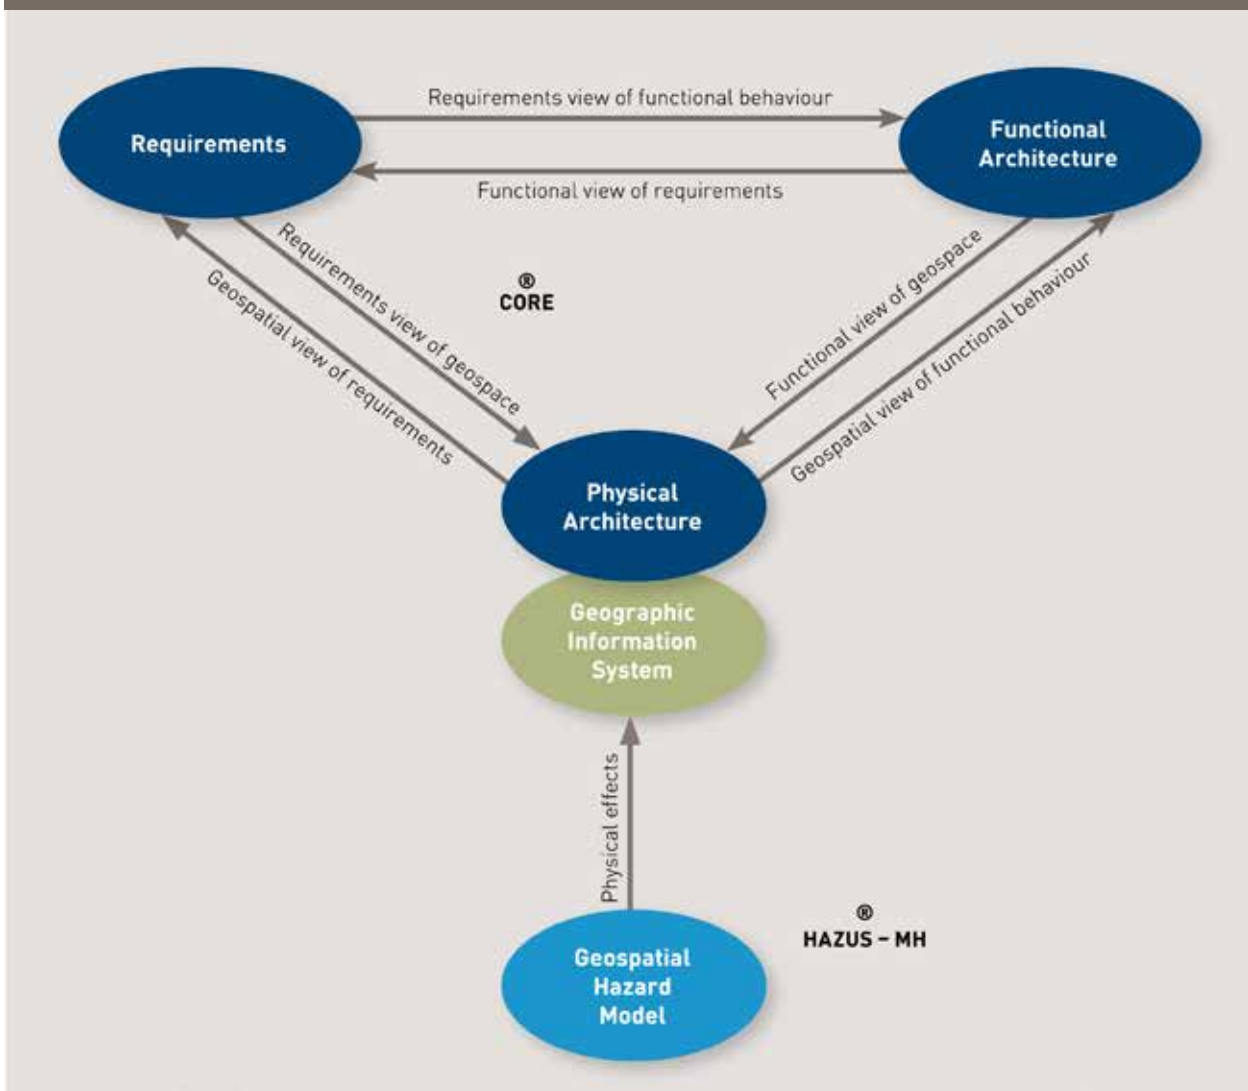 Requirements view of functional behaviour
Requirements
Functional
Architecture
Functional view of requirements
Requirements view of geospace
Geospatial view of requirements
®
CORE
Functional view of geospace
Geospatial view of functional behaviour
Physical
Architecture
Geographic
Information
System
Physical effects
®
HAZUS – MH
Geospatial
Hazard
Model